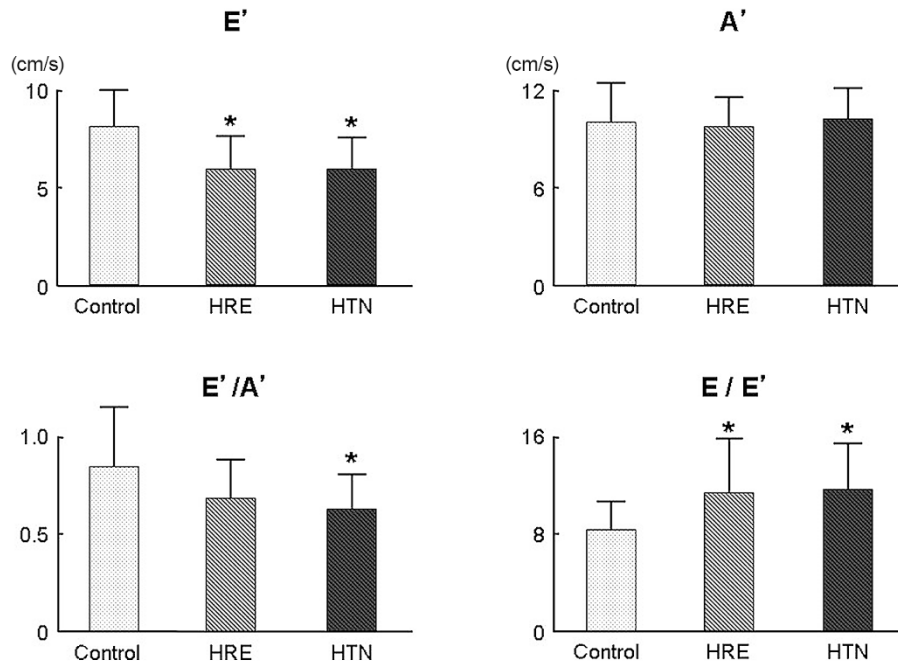 E’
(cm/s)
10
*
*
5
0
Control HRE HTN
A’
12
6
0
Control HRE HTN
E’ /A’
1.0
*
0.5
0
Control HRE HTN
E / E’
16
*
*
8
0
Control HRE HTN